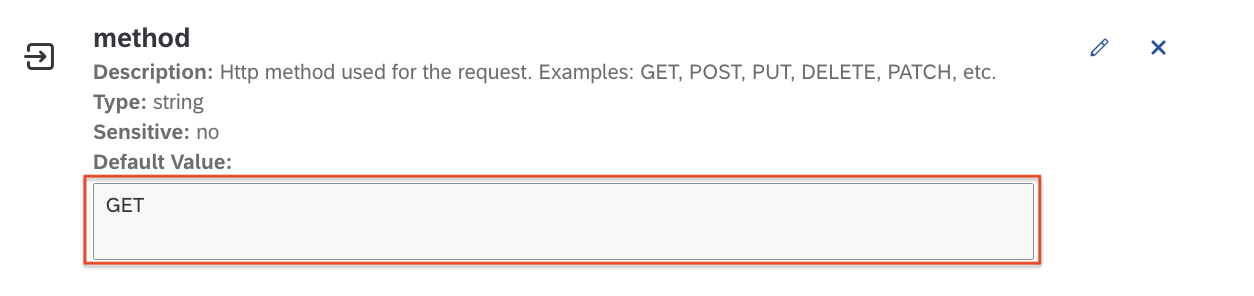 method
Description: Http method used for the request. Examples: GET, POST, PUT, DELETE, PATCH, etc.
Type: string
Sensitive: no
Default Value:
GET